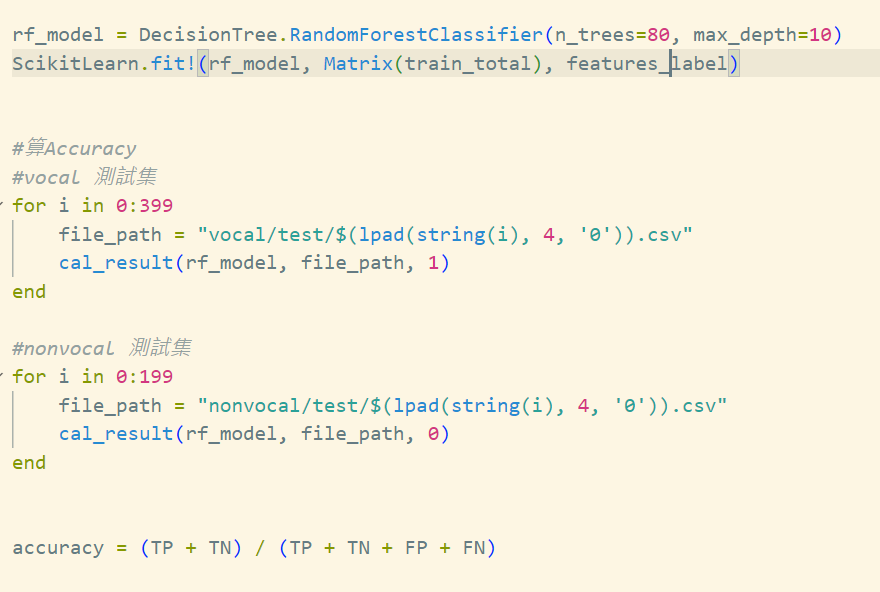 rf_model = DecisionTree.RandomForestClassifier(n_trees=80, max_depth=10)
ScikitLearn.fit!(rf_model, Matrix(train_total), features_label)
#算Accuracy
#vocal 測試集
for i in 0:399
    file_path = "vocal/test/$(lpad(string(i), 4, '0')).csv"
    cal_result(rf_model, file_path, 1)
end
#nonvocal 測試集
for i in 0:199
    file_path = "nonvocal/test/$(lpad(string(i), 4, '0')).csv"
    cal_result(rf_model, file_path, 0)
end
accuracy = (TP + TN) / (TP + TN + FP + FN)